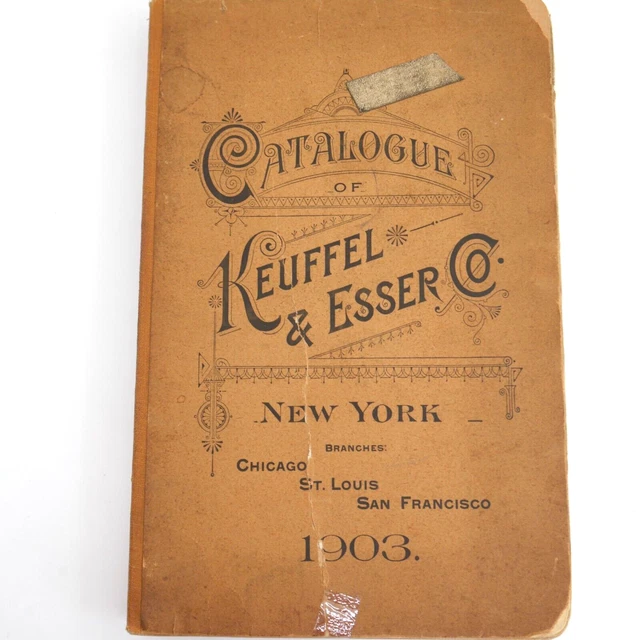 CATALOGUE
OF
KEUFFEL
& ESSER CO.
NEW YORK
BRANCHES:
CHICAGO
ST. LOUIS
SAN FRANCISCO
1903.